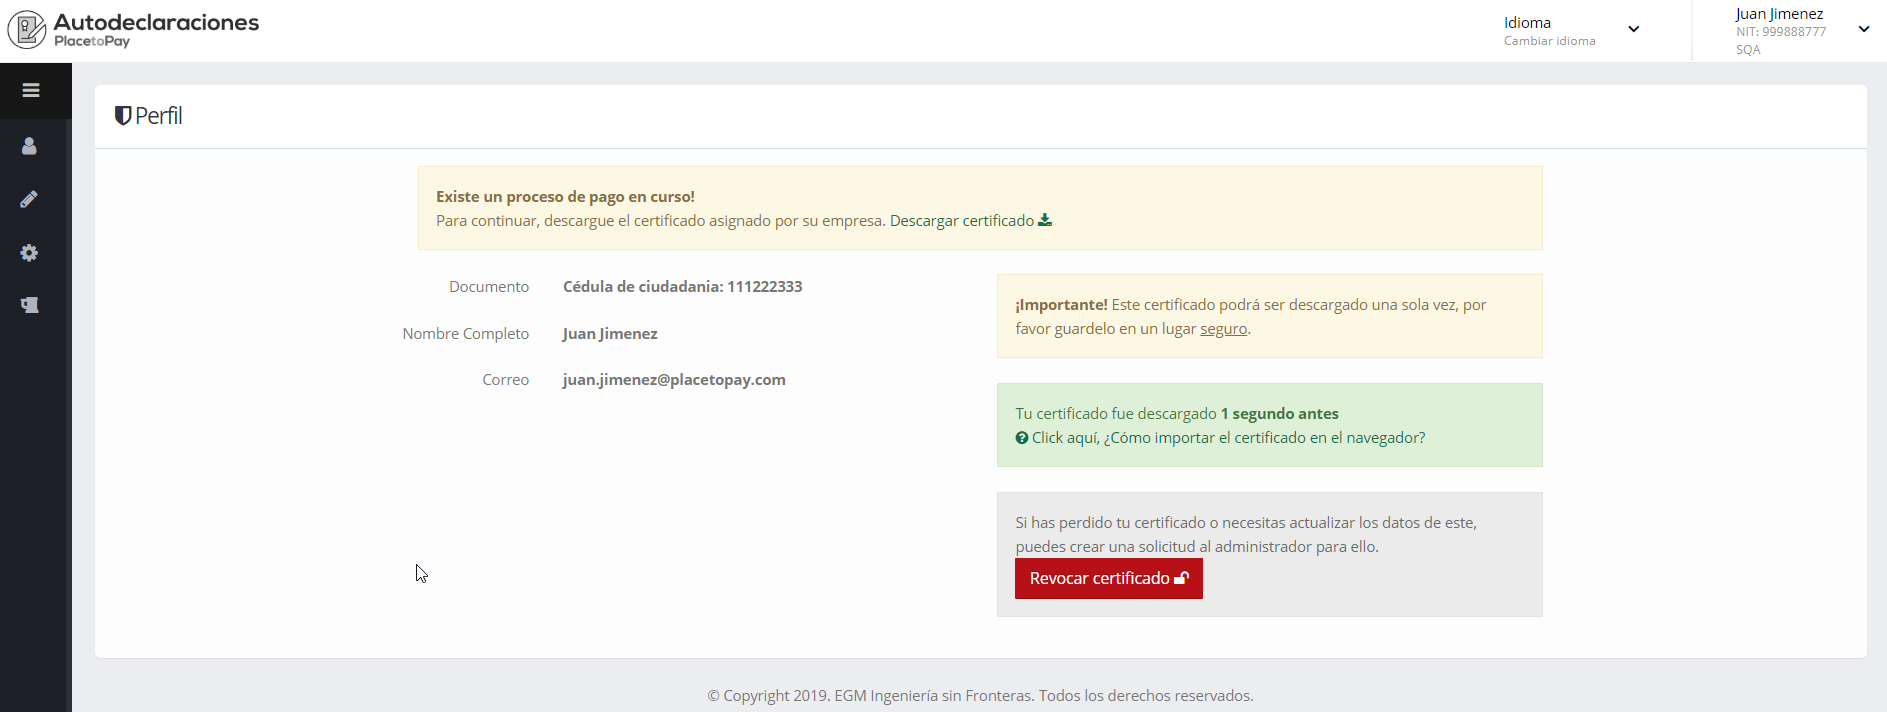 Autodeclaraciones
PlacetoPay
Idioma
Cambiar idioma
Juan Jimenez
NIT: 999888777
SQA
Perfil
Existe un proceso de pago en curso!
Para continuar, descargue el certificado asignado por su empresa. Descargar certificado
Documento Cédula de ciudadania: 111222333
Nombre Completo Juan Jimenez
Correo juan.jimenez@placetopay.com
¡Importante! Este certificado podrá ser descargado una sola vez, por
favor guardelo en un lugar seguro.
Tu certificado fue descargado 1 segundo antes
Click aquí, ¿Cómo importar el certificado en el navegador?
Si has perdido tu certificado o necesitas actualizar los datos de este,
puedes crear una solicitud al administrador para ello.
Revocar certificado
© Copyright 2019. EGM Ingeniería sin Fronteras. Todos los derechos reservados.